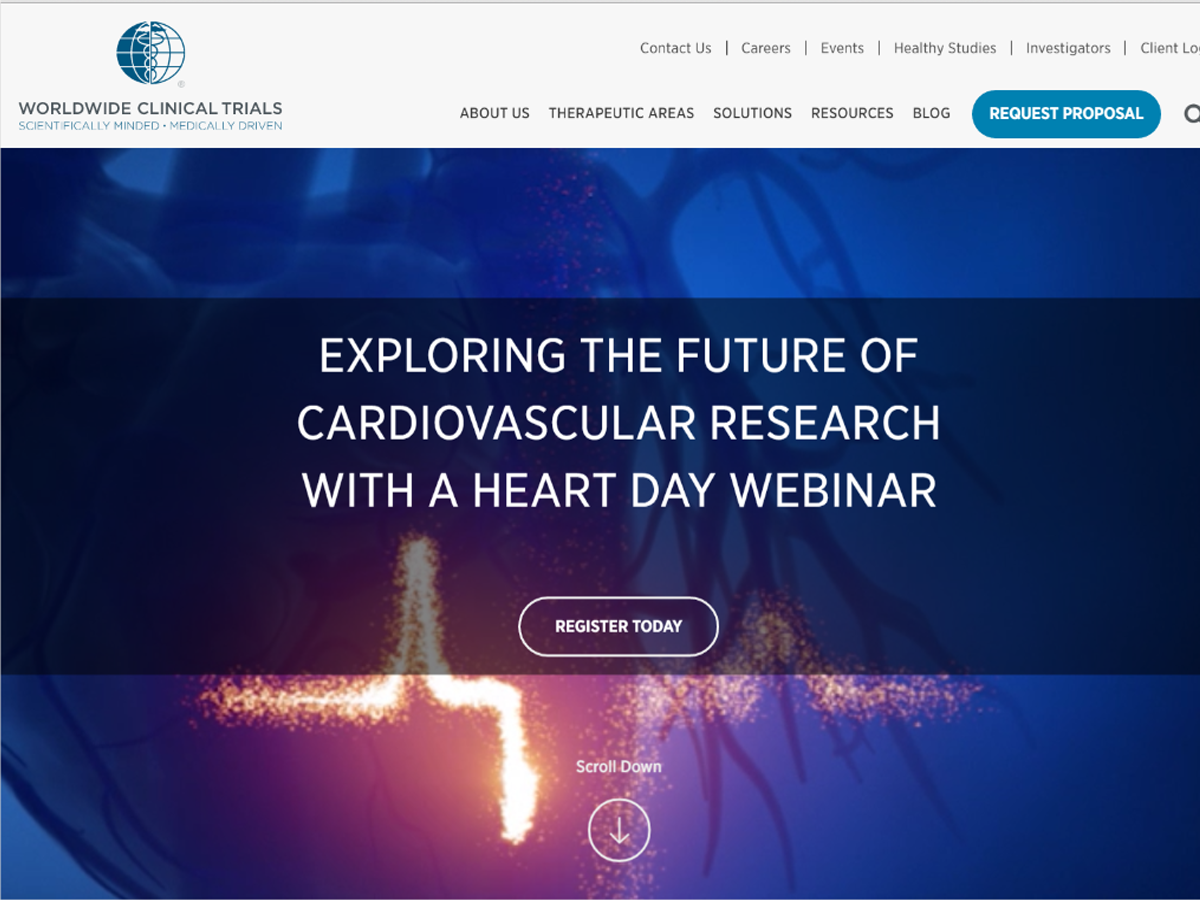 Contact Us | Careers | Events | Healthy Studies | Investigators | Client
®
WORLDWIDE CLINICAL TRIALS
SCIENTIFICALLY MINDED • MEDICALLY DRIVEN
ABOUT US THERAPEUTIC AREAS SOLUTIONS RESOURCES BLOG REQUEST PROPOSAL
EXPLORING THE FUTURE OF
CARDIOVASCULAR RESEARCH
WITH A HEART DAY WEBINAR
REGISTER TODAY
Scroll Down